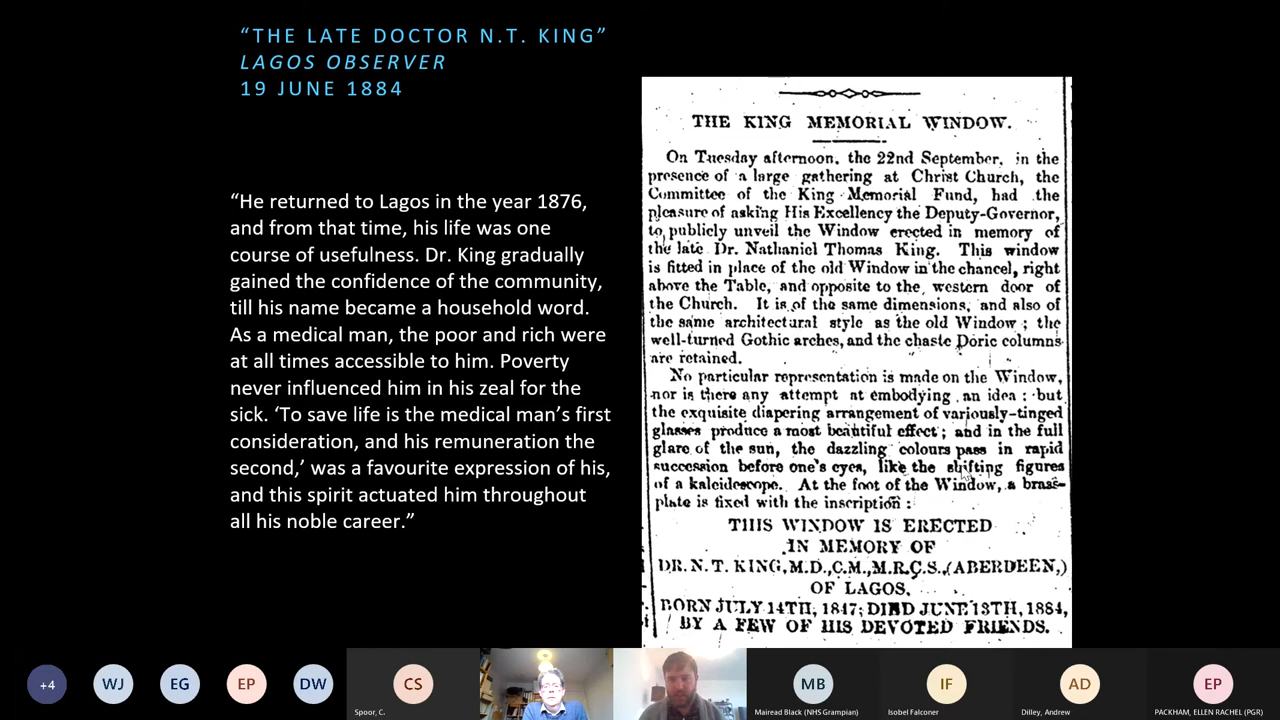 “THE LATE DOCTOR N.T. KING”
LAGOS OBSERVER
19 JUNE 1884
“He returned to Lagos in the year 1876,
and from that time, his life was one
course of usefulness. Dr. King gradually
gained the confidence of the community,
till his name became a household word.
As a medical man, the poor and rich were
at all times accessible to him. Poverty
never influenced him in his zeal for the
sick. ‘To save life is the medical man’s first
consideration, and his remuneration the
second,’ was a favourite expression of his,
and this spirit actuated him throughout
all his noble career.”
THE KING MEMORIAL WINDOW.
On Tuesday afternoon, the 22nd September, in the
presence of a large gathering at Christ Church, the
Committee of the King Memorial Fund, had the
pleasure of asking His Excellency the Deputy-Governor,
to publicly unveil the Window erected in memory of
the late Dr. Nathaniel Thomas King. This window
is fitted in place of the old Window in the chancel, right
above the Table, and opposite to the western door of
the Church. It is of the same dimensions, and also of
the same architectural style as the old Window; the
well-turned Gothic arches, and the chaste Doric columns
are retained.
No particular representation is made on the Window,
nor is there any attempt at embodying an idea; but
the exquisite diapering arrangement of variously-tinged
glasses produce a most beautiful effect; and in the full
glare of the sun, the dazzling colours pass in rapid
succession before one's eyes, like the shifting figures
of a kaleidescope. At the foot of the Window, a brass-
plate is fixed with the inscription:
THIS WINDOW IS ERECTED
IN MEMORY OF
DR. N. T. KING, M.D., C.M., M.R.C.S., (ABERDEEN,)
OF LAGOS.
BORN JULY 14TH, 1847; DIED JUNE 13TH, 1884,
BY A FEW OF HIS DEVOTED FRIENDS.
+4
WJ
EG
EP
DW
CS
MB
IF
AD
EP
Spoor, C.
Mairead Black (NHS Grampian)
Isobel Falconer
Dilley, Andrew
PACKHAM, ELLEN RACHEL (PGR)